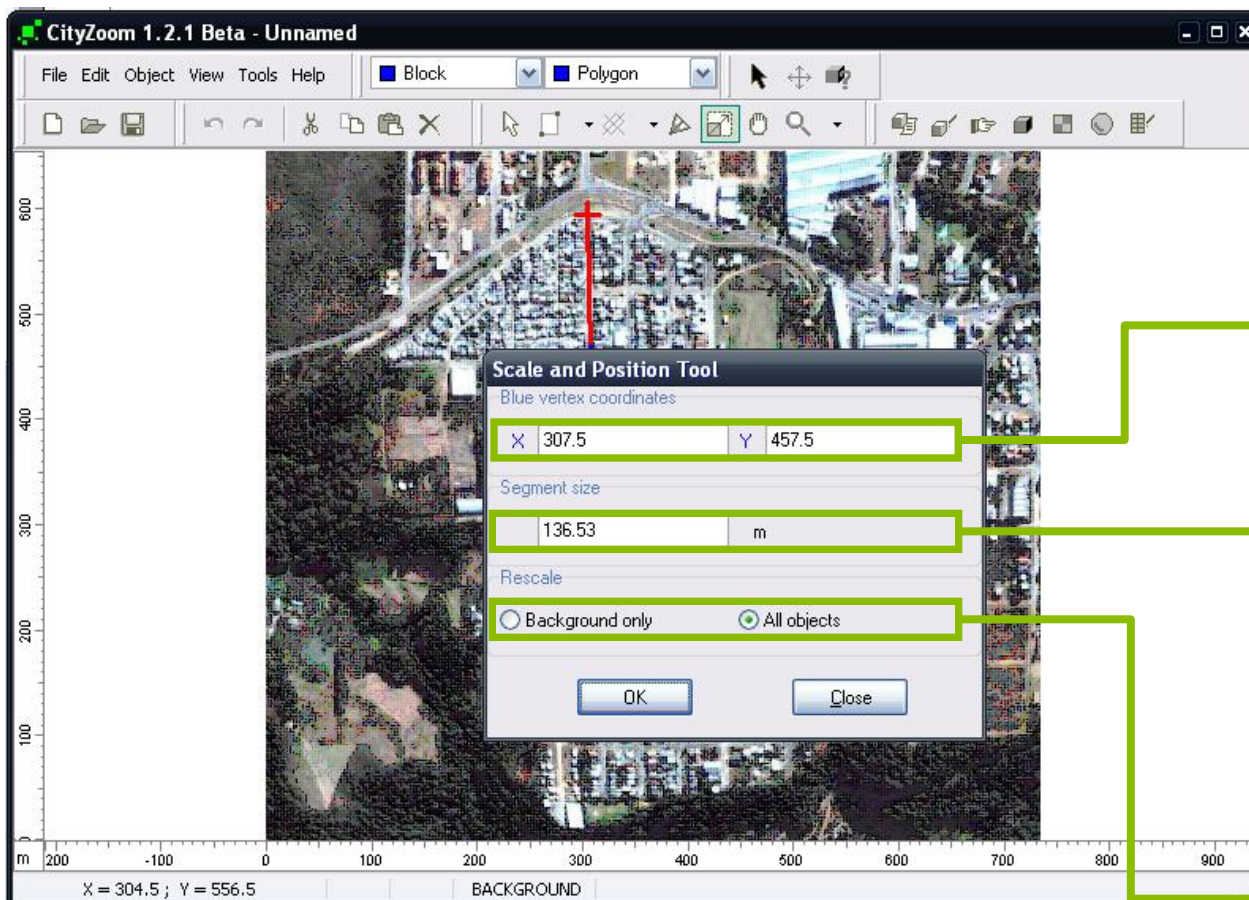 CityZoom 1.2.1 Beta - Unnamed
File Edit Object View Tools Help
Block
Polygon
600
500
400
300
200
100
0
Scale and Position Tool
Blue vertex coordinates
X 307.5 Y 457.5
Segment size
136.53 m
Rescale
Background only All objects
OK Close
m 200 -100 0 100 200 300 400 500 600 700 800 900
X = 304.5 ; Y = 556.5 BACKGROUND